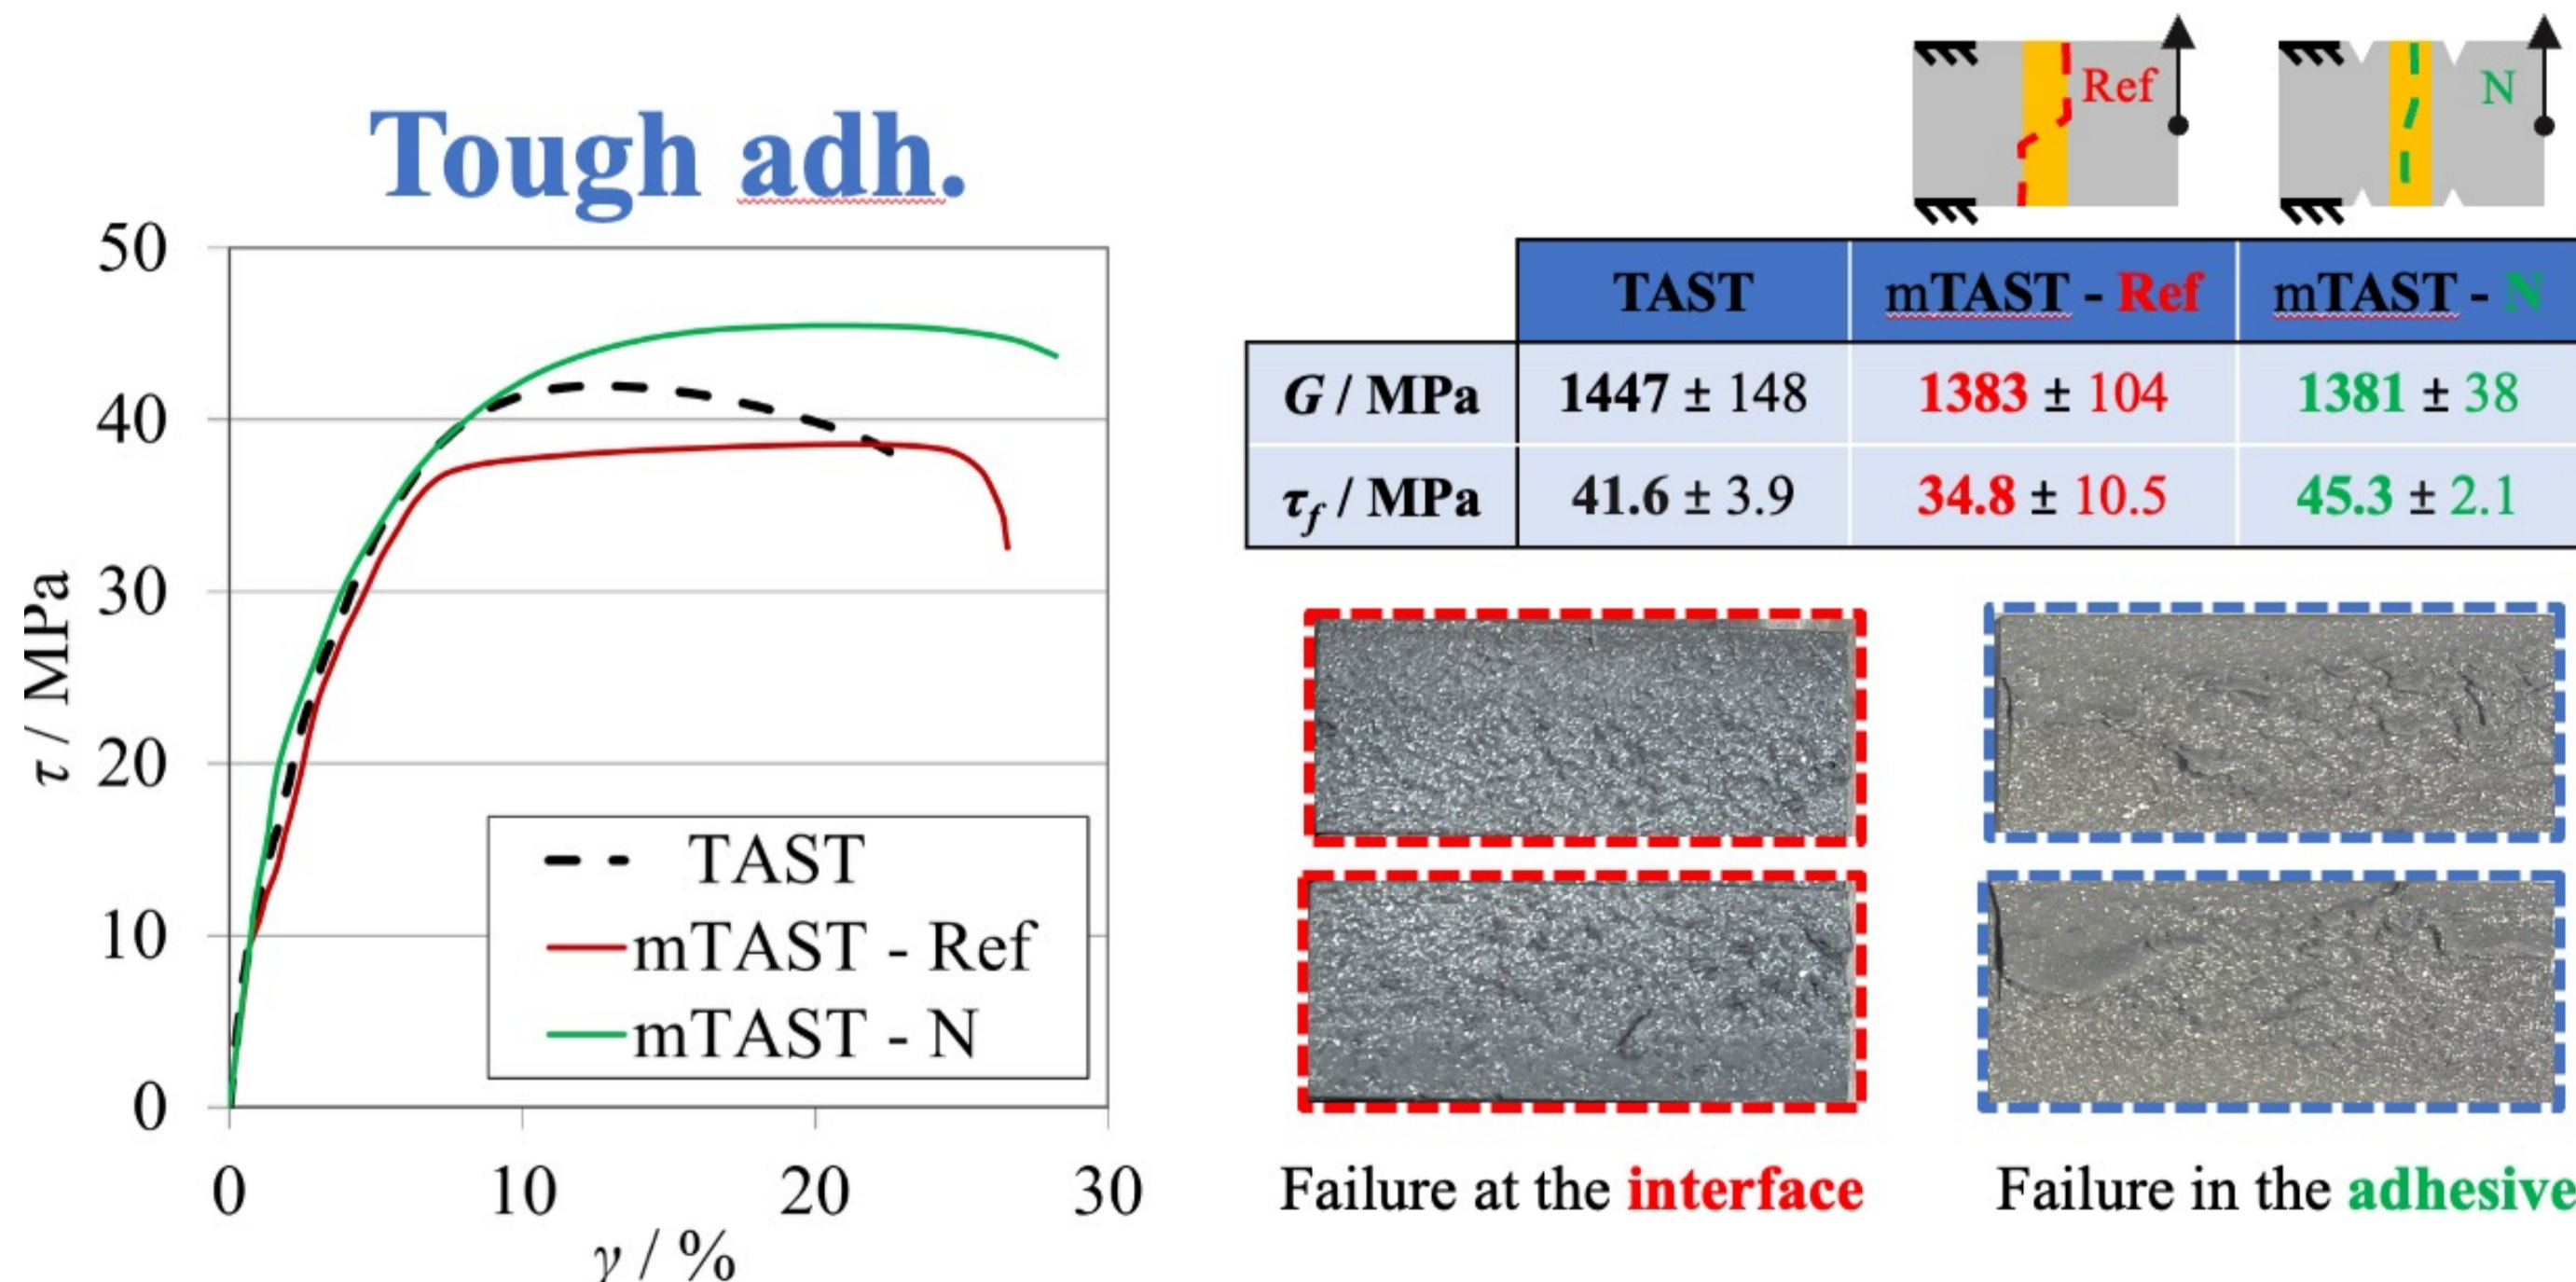 Tough adh.
50
40
30
20
10
0
τ / MPa
0 10 20 30
γ / %
TAST
mTAST - Ref
mTAST - N
Ref
N
TAST mTAST - Ref mTAST - N
G / MPa 1447 ± 148 1383 ± 104 1381 ± 38
τf / MPa 41.6 ± 3.9 34.8 ± 10.5 45.3 ± 2.1
Failure at the interface
Failure in the adhesive